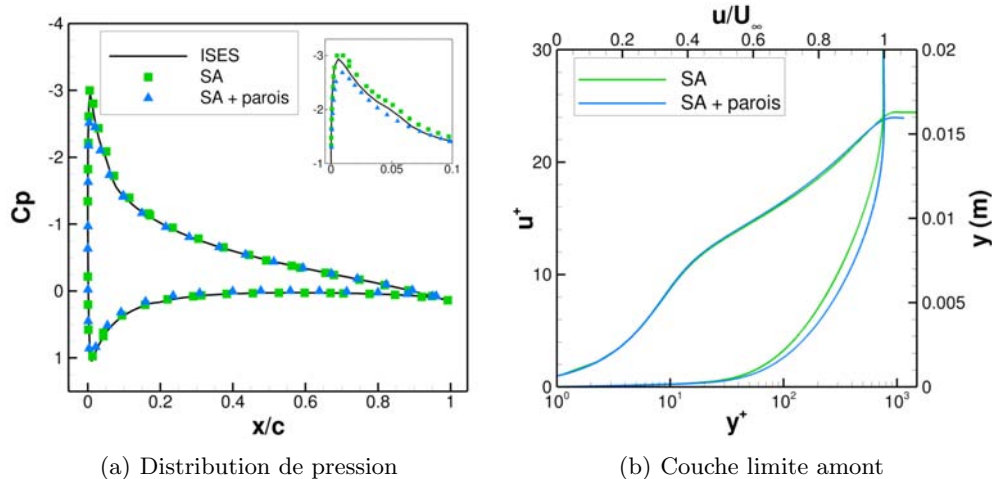 -4
-3
-2
-1
0
1
Cp
ISES
SA
SA + parois
-3
-2
-1
0
0.05
0.1
0
0.2
0.4
0.6
0.8
1
x/c
(a) Distribution de pression
u/U∞
0
0.2
0.4
0.6
0.8
1
30
20
10
0
u+
SA
SA + parois
0.02
0.015
0.01
0.005
0
y (m)
10^0
10^1
10^2
10^3
y+
(b) Couche limite amont